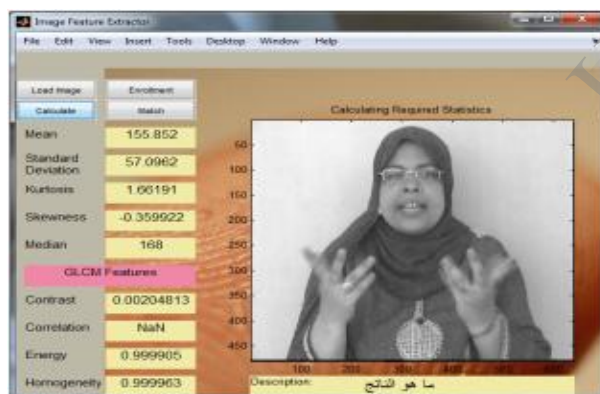 Image Feature Extractor
File Edit View Insert Tools Desktop Window Help
Load Image Enrollment
Calculate Match
Calculating Required Statistics
Mean 155.852
Standard Deviation 57.0962
Kurtosis 1.66191
Skewness -0.359922
Median 168
GLCM Features
Contrast 0.00204813
Correlation NaN
Energy 0.999905
Homogeneity 0.999963
50
100
150
200
250
300
350
400
450
100 200 300 400 500 600
Description: ما هو الناتج